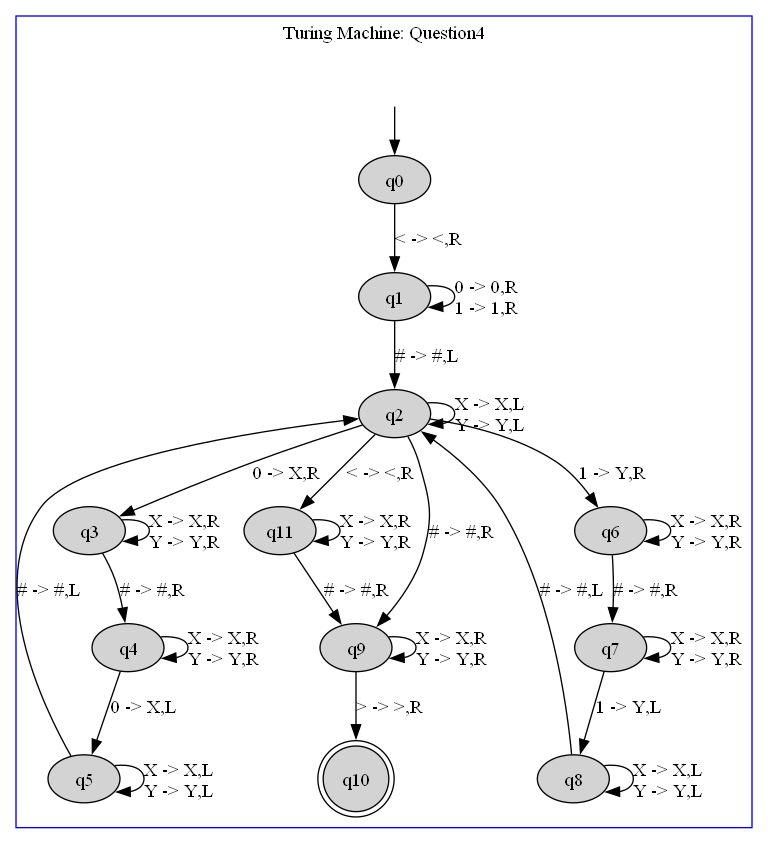 Turing Machine: Question4
q0
< -> <,R
q1
0 -> 0,R
1 -> 1,R
# -> #,L
q2
X -> X,L
Y -> Y,L
0 -> X,R
< -> <,R
1 -> Y,R
q3
X -> X,R
Y -> Y,R
q11
X -> X,R
Y -> Y,R
# -> #,R
q6
X -> X,R
Y -> Y,R
# -> #,L
# -> #,R
# -> #,R
# -> #,L
# -> #,R
q4
X -> X,R
Y -> Y,R
q9
X -> X,R
Y -> Y,R
q7
X -> X,R
Y -> Y,R
0 -> X,L
> -> >,R
1 -> Y,L
q5
X -> X,L
Y -> Y,L
q10
q8
X -> X,L
Y -> Y,L